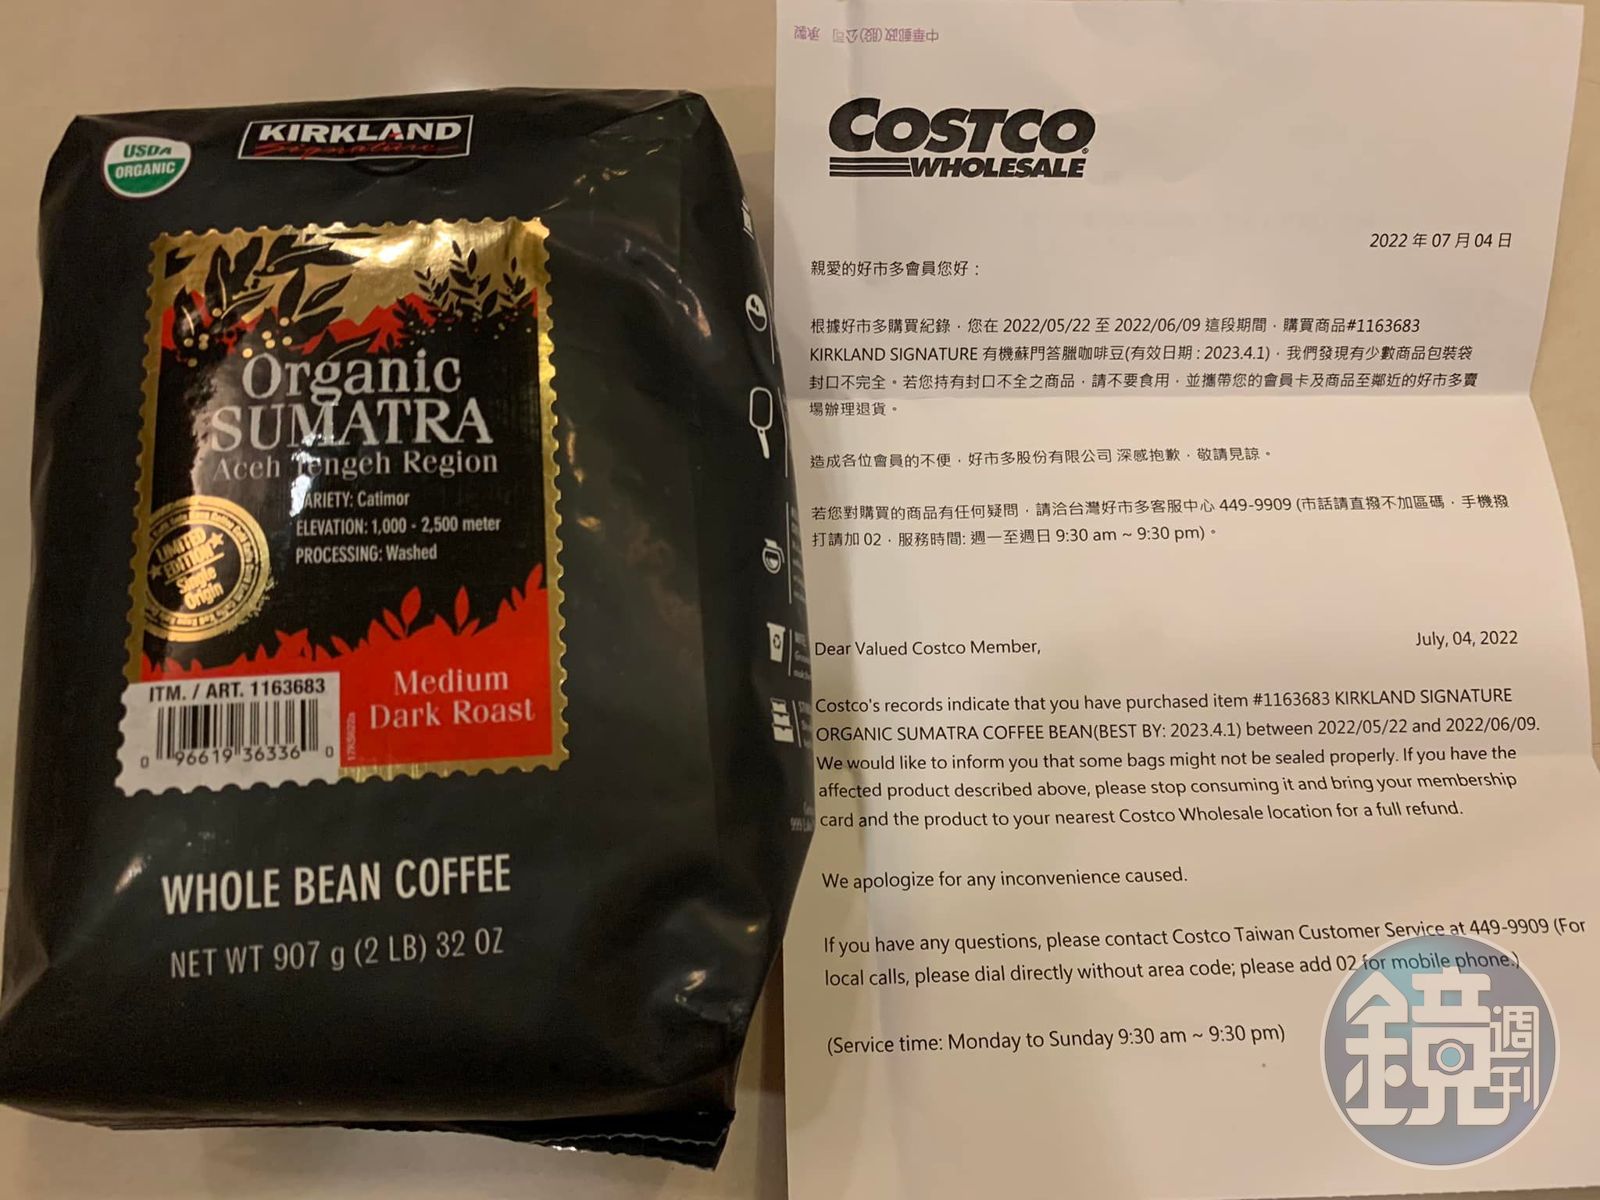 USDA
ORGANIC
KIRKLAND
Signature
Organic
SUMATRA
Aceh Tengeh Region
VARIETY: Catimor
ELEVATION: 1,000 - 2,500 meter
PROCESSING: Washed
LIMITED
EDITION
Single
Origin
ITM. / ART. 1163683
0 96619 36336 0
Medium
Dark Roast
WHOLE BEAN COFFEE
NET WT 907 g (2 LB) 32 OZ
中華郵政(股)公司 承製
COSTCO
WHOLESALE
2022 年 07 月 04 日
親愛的好市多會員您好：
根據好市多購買紀錄，您在 2022/05/22 至 2022/06/09 這段期間，購買商品#1163683
KIRKLAND SIGNATURE 有機蘇門答臘咖啡豆(有效日期 : 2023.4.1)，我們發現有少數商品包裝袋
封口不完全。若您持有封口不全之商品，請不要食用，並攜帶您的會員卡及商品至鄰近的好市多賣
場辦理退貨。
造成各位會員的不便，好市多股份有限公司 深感抱歉，敬請見諒。
若您對購買的商品有任何疑問，請洽台灣好市多客服中心 449-9909 (市話請直撥不加區碼，手機撥
打請加 02，服務時間: 週一至週日 9:30 am ~ 9:30 pm)。
Dear Valued Costco Member,
July, 04, 2022
Costco's records indicate that you have purchased item #1163683 KIRKLAND SIGNATURE
ORGANIC SUMATRA COFFEE BEAN(BEST BY: 2023.4.1) between 2022/05/22 and 2022/06/09.
We would like to inform you that some bags might not be sealed properly. If you have the
affected product described above, please stop consuming it and bring your membership
card and the product to your nearest Costco Wholesale location for a full refund.
We apologize for any inconvenience caused.
If you have any questions, please contact Costco Taiwan Customer Service at 449-9909 (For
local calls, please dial directly without area code; please add 02 for mobile phone.)
(Service time: Monday to Sunday 9:30 am ~ 9:30 pm)
鏡週刊